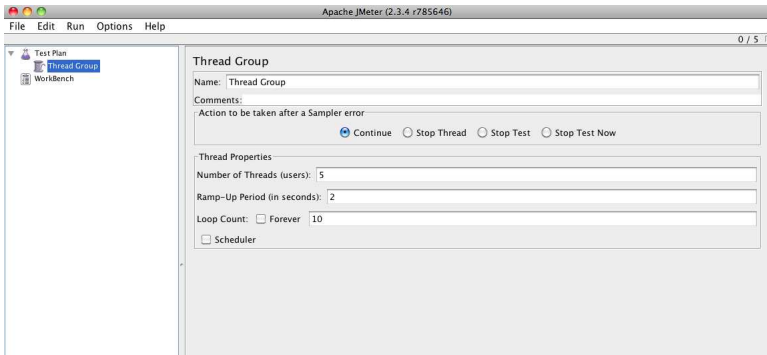 Apache JMeter (2.3.4 r785646)
File Edit Run Options Help
0 / 5
Test Plan
Thread Group
WorkBench
Thread Group
Name: Thread Group
Comments:
Action to be taken after a Sampler error
Continue Stop Thread Stop Test Stop Test Now
Thread Properties
Number of Threads (users): 5
Ramp-Up Period (in seconds): 2
Loop Count: Forever 10
Scheduler